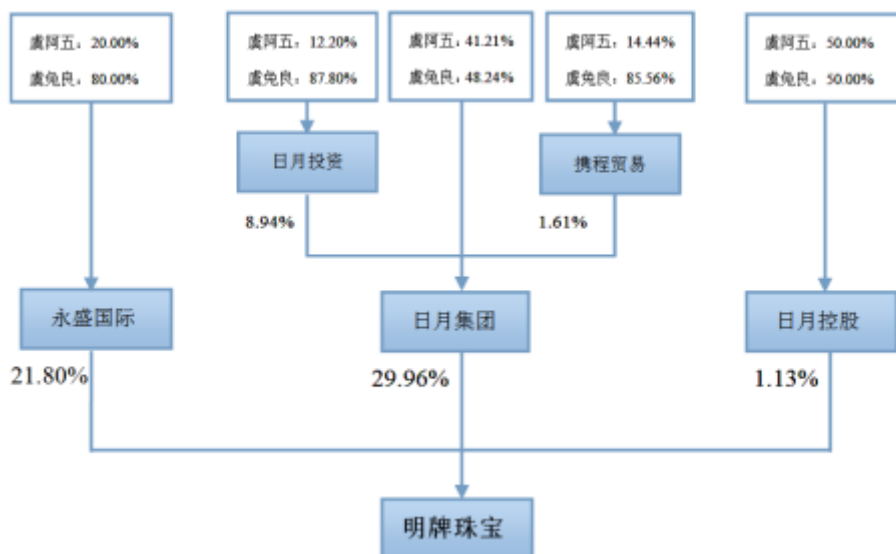 虞阿五：20.00%
虞兔良：80.00%
虞阿五：12.20%
虞兔良：87.80%
虞阿五：41.21%
虞兔良：48.24%
虞阿五：14.44%
虞兔良：85.56%
虞阿五：50.00%
虞兔良：50.00%
日月投资
携程贸易
8.94%
1.61%
永盛国际
日月集团
日月控股
21.80%
29.96%
1.13%
明牌珠宝